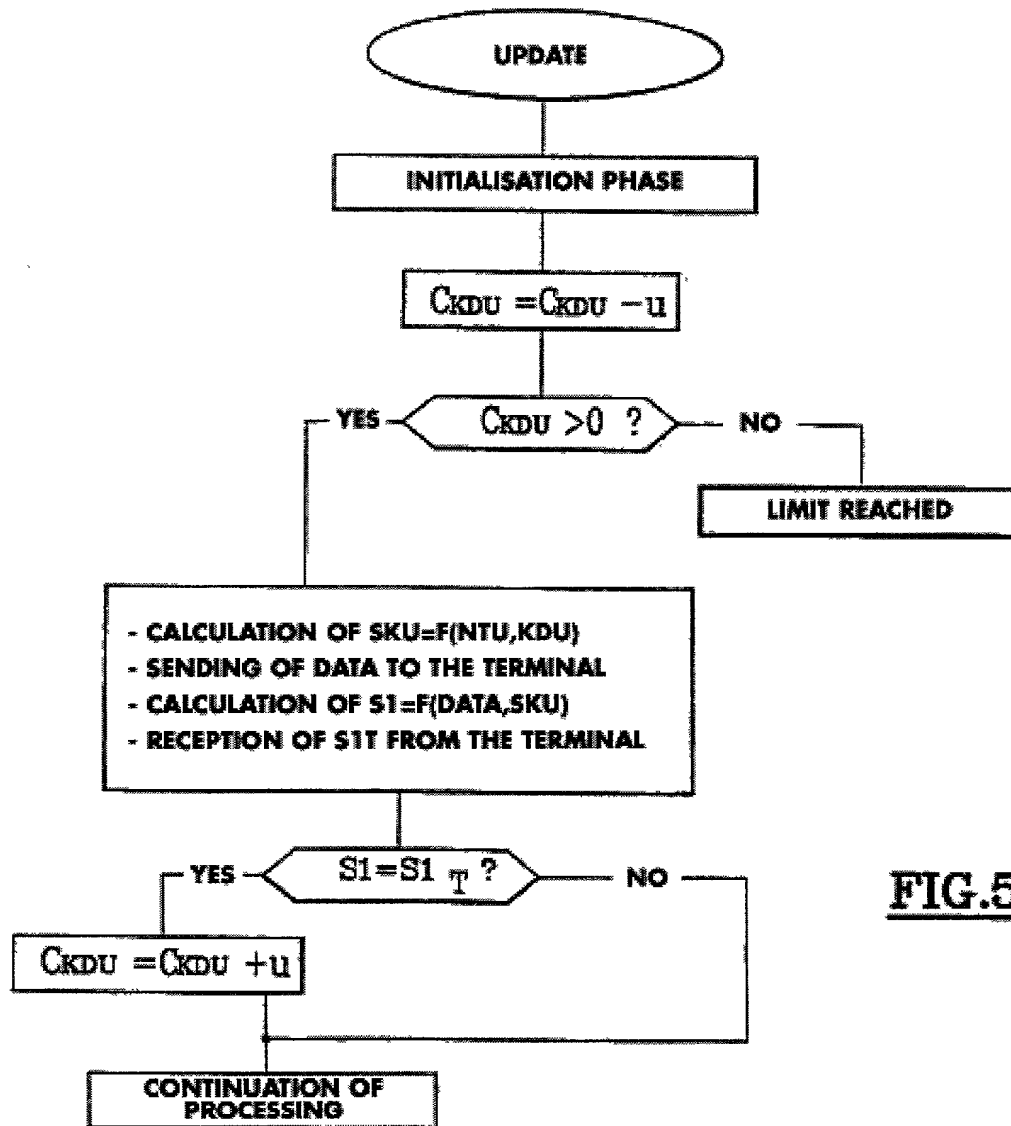 UPDATE
INITIALISATION PHASE
CKDU =CKDU -u
CKDU >0 ?
YES
NO
LIMIT REACHED
- CALCULATION OF SKU=F(NTU,KDU)
- SENDING OF DATA TO THE TERMINAL
- CALCULATION OF S1=F(DATA,SKU)
- RECEPTION OF S1T FROM THE TERMINAL
S1=S1 T ?
YES
NO
FIG.5
CKDU =CKDU +u
CONTINUATION OF
PROCESSING